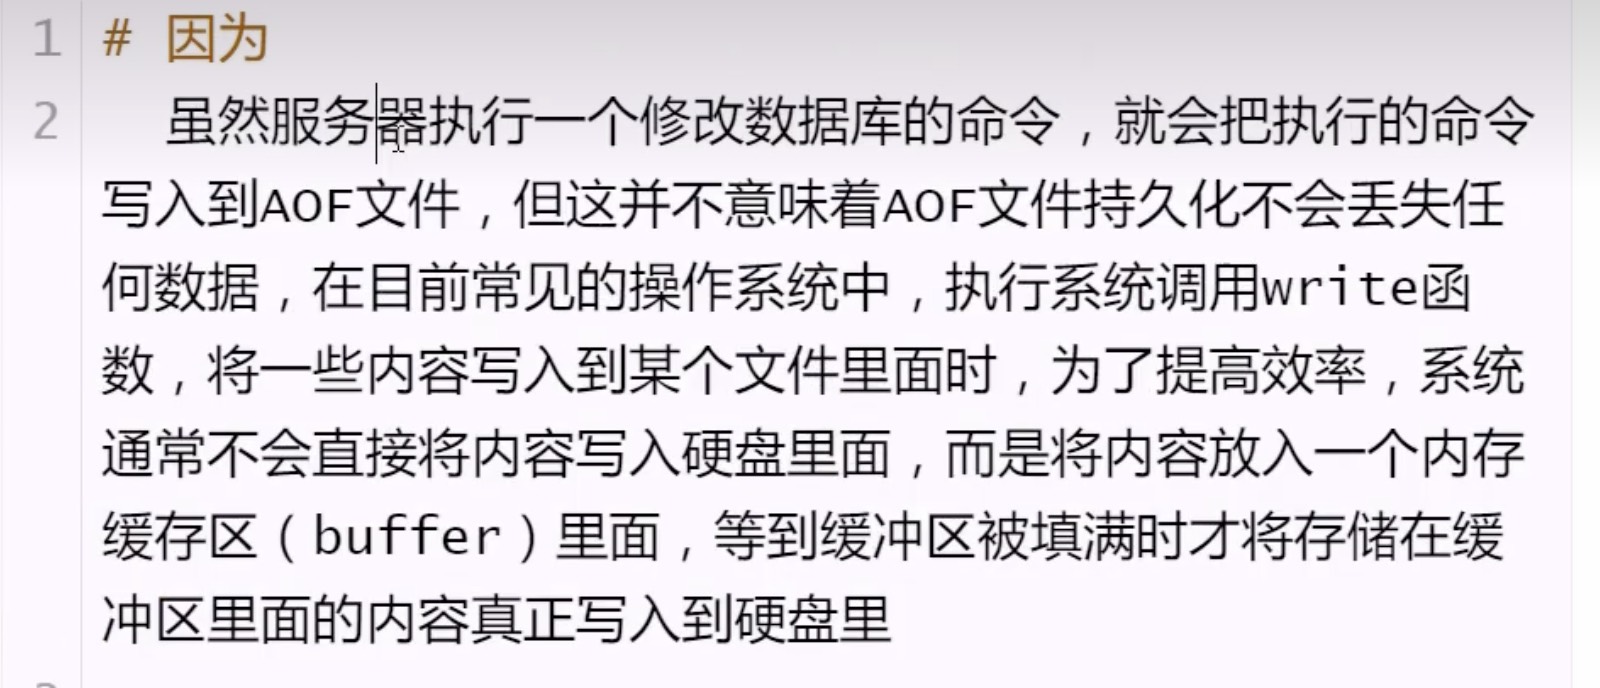 1 # 因为
2 虽然服务器执行一个修改数据库的命令，就会把执行的命令
写入到AOF文件，但这并不意味着AOF文件持久化不会丢失任
何数据，在目前常见的操作系统中，执行系统调用write函
数，将一些内容写入到某个文件里面时，为了提高效率，系统
通常不会直接将内容写入硬盘里面，而是将内容放入一个内存
缓存区（buffer）里面，等到缓冲区被填满时才将存储在缓
冲区里面的内容真正写入到硬盘里